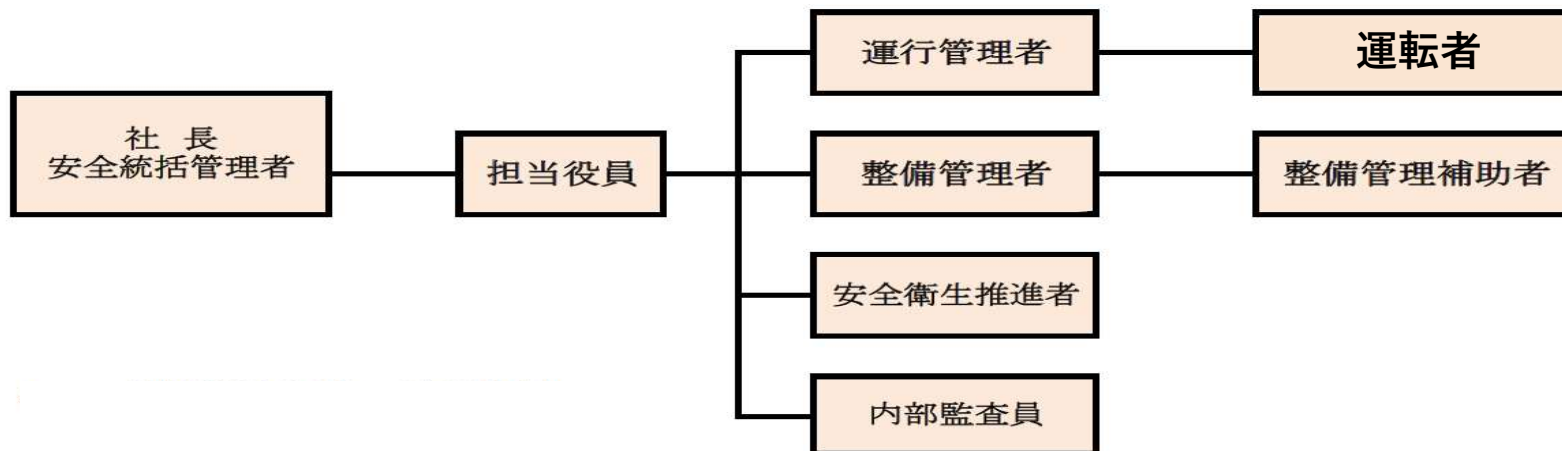 社 長
安全統括管理者
担当役員
運行管理者
運転者
整備管理者
整備管理補助者
安全衛生推進者
内部監査員